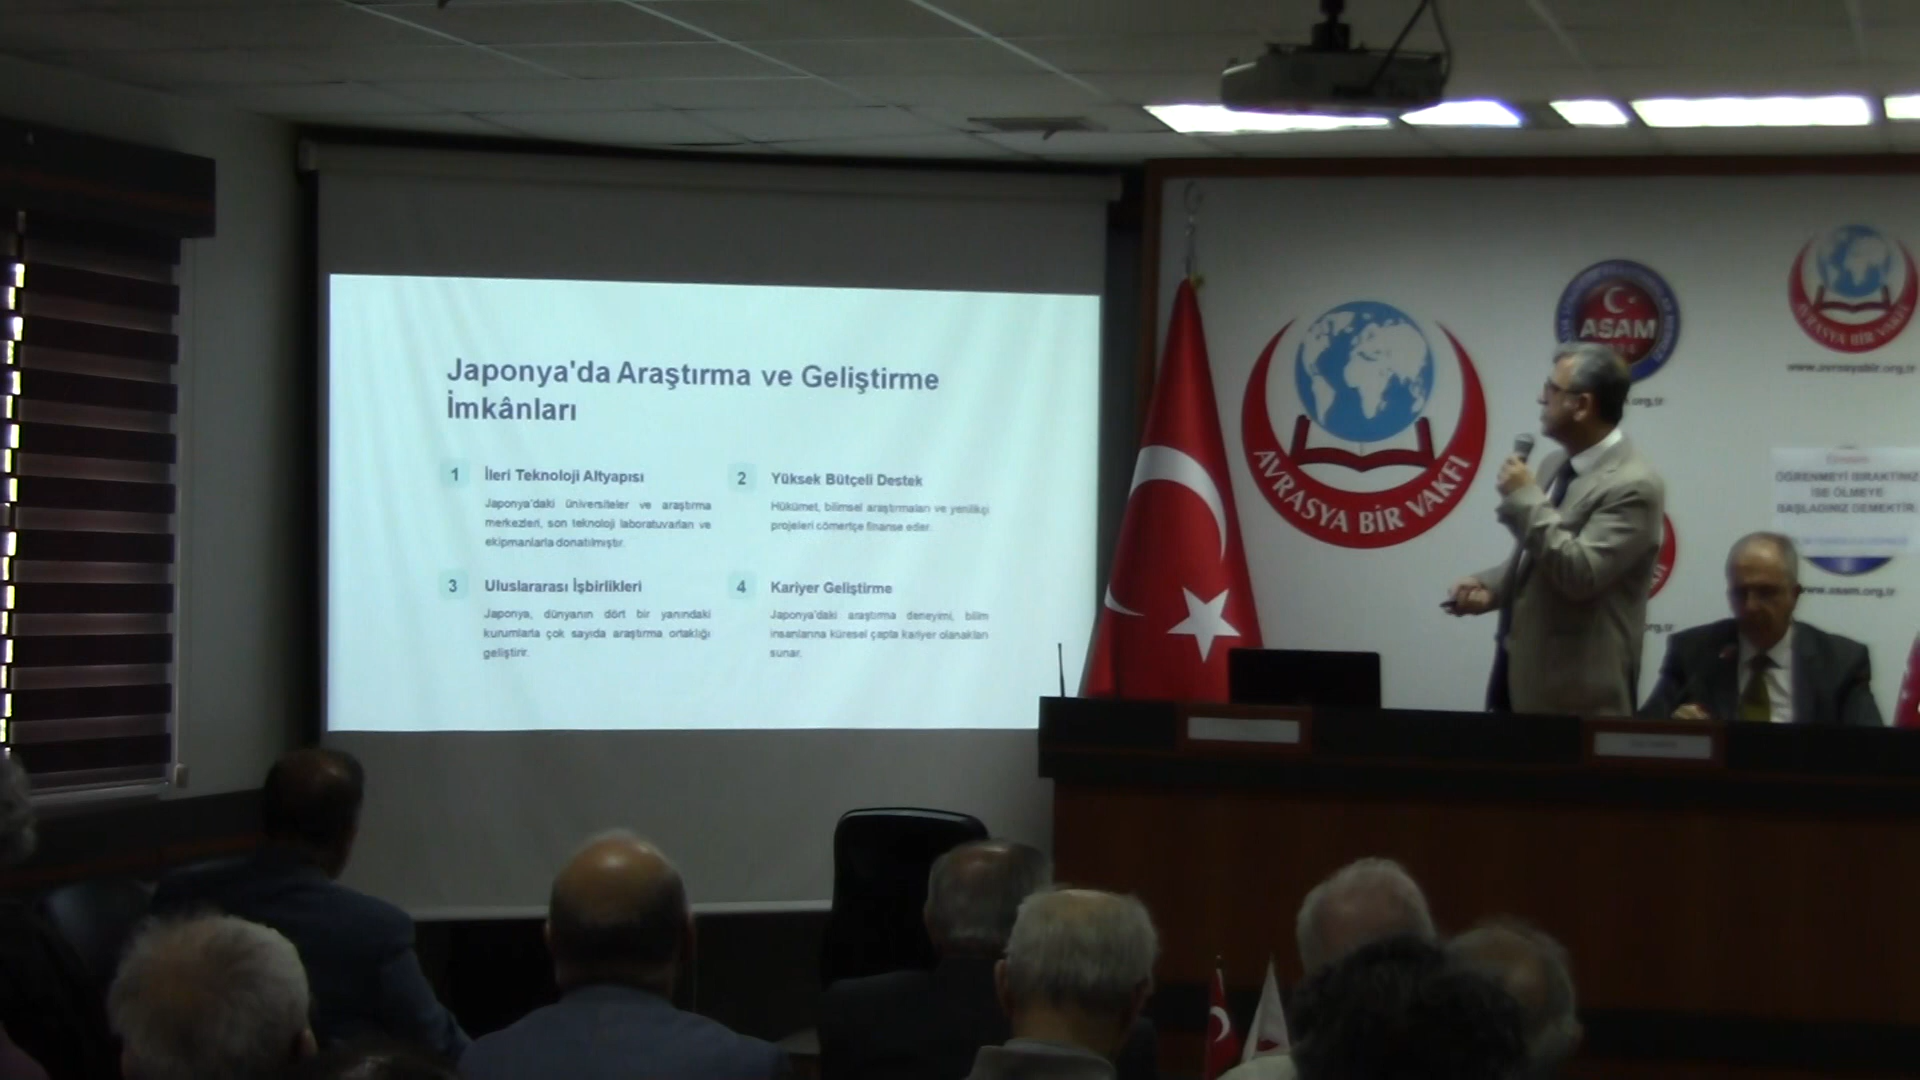 Japonya'da Araştırma ve Geliştirme
İmkânları
1
İleri Teknoloji Altyapısı
Japonya'daki üniversiteler ve araştırma
merkezleri, son teknoloji laboratuvarları ve
ekipmanlarla donatılmıştır.
2
Yüksek Bütçeli Destek
Hükümet, bilimsel araştırmaları ve yenilikçi
projeleri cömertçe finanse eder.
3
Uluslararası İşbirlikleri
Japonya, dünyanın dört bir yanındaki
kurumlarla çok sayıda araştırma ortaklığı
geliştirir.
4
Kariyer Geliştirme
Japonya'daki araştırma deneyimi, bilim
insanlarına küresel çapta kariyer olanakları
sunar.
AVRASYA BİR VAKFI
ASAM
.org.tr
AVRASYA BİR VAKFI
www.avrasyabir.org.tr
ÖĞRENMEYİ BIRAKTINIZ
İSE ÖLMEYE
BAŞLADINIZ DEMEKTİR.
www.asam.org.tr
org.tr